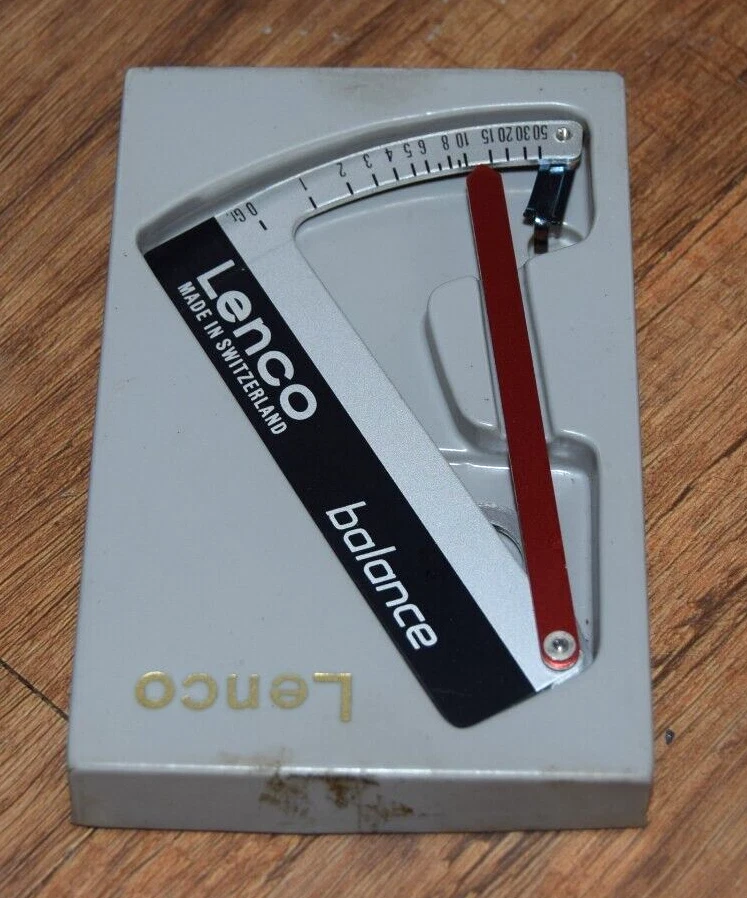 0 Gr. 1 2 3 4 5 6 8 10 15 20 30 50
Lenco
MADE IN SWITZERLAND
balance
Lenco